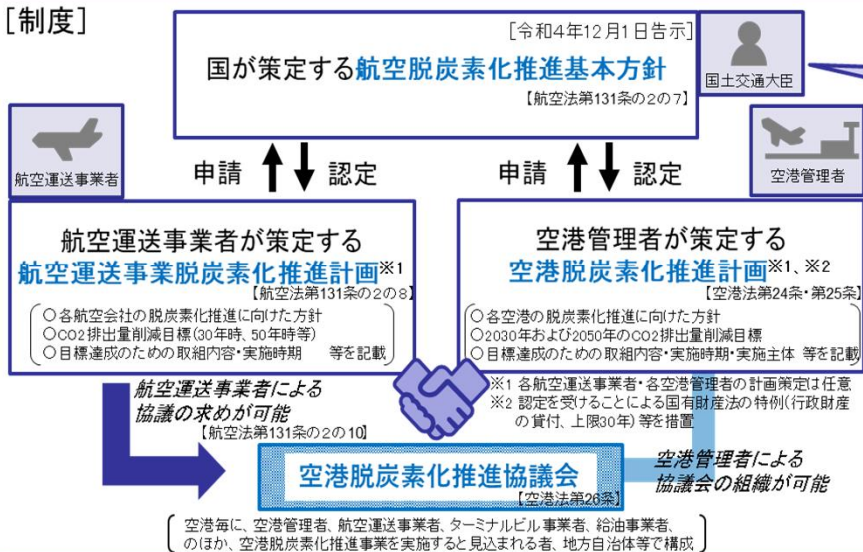 [制度]
[令和4年12月1日告示]
国が策定する航空脱炭素化推進基本方針
【航空法第131条の2の7】
国土交通大臣
航空運送事業者
空港管理者
申請 認定
申請 認定
航空運送事業者が策定する
航空運送事業脱炭素化推進計画※1
【航空法第131条の2の8】
○各航空会社の脱炭素化推進に向けた方針
○CO2排出量削減目標(30年時、50年時等)
○目標達成のための取組内容・実施時期 等を記載
空港管理者が策定する
空港脱炭素化推進計画※1、※2
【空港法第24条・第25条】
○各空港の脱炭素化推進に向けた方針
○2030年および2050年のCO2排出量削減目標
○目標達成のための取組内容・実施時期・実施主体 等を記載
※1 各航空運送事業者・各空港管理者の計画策定は任意
※2 認定を受けることによる国有財産法の特例(行政財産
の貸付、上限30年)等を措置
航空運送事業者による
協議の求めが可能
【航空法第131条の2の10】
空港脱炭素化推進協議会
【空港法第26条】
空港管理者による
協議会の組織が可能
空港毎に、空港管理者、航空運送事業者、ターミナルビル事業者、給油事業者、
のほか、空港脱炭素化推進事業を実施すると見込まれる者、地方自治体等で構成